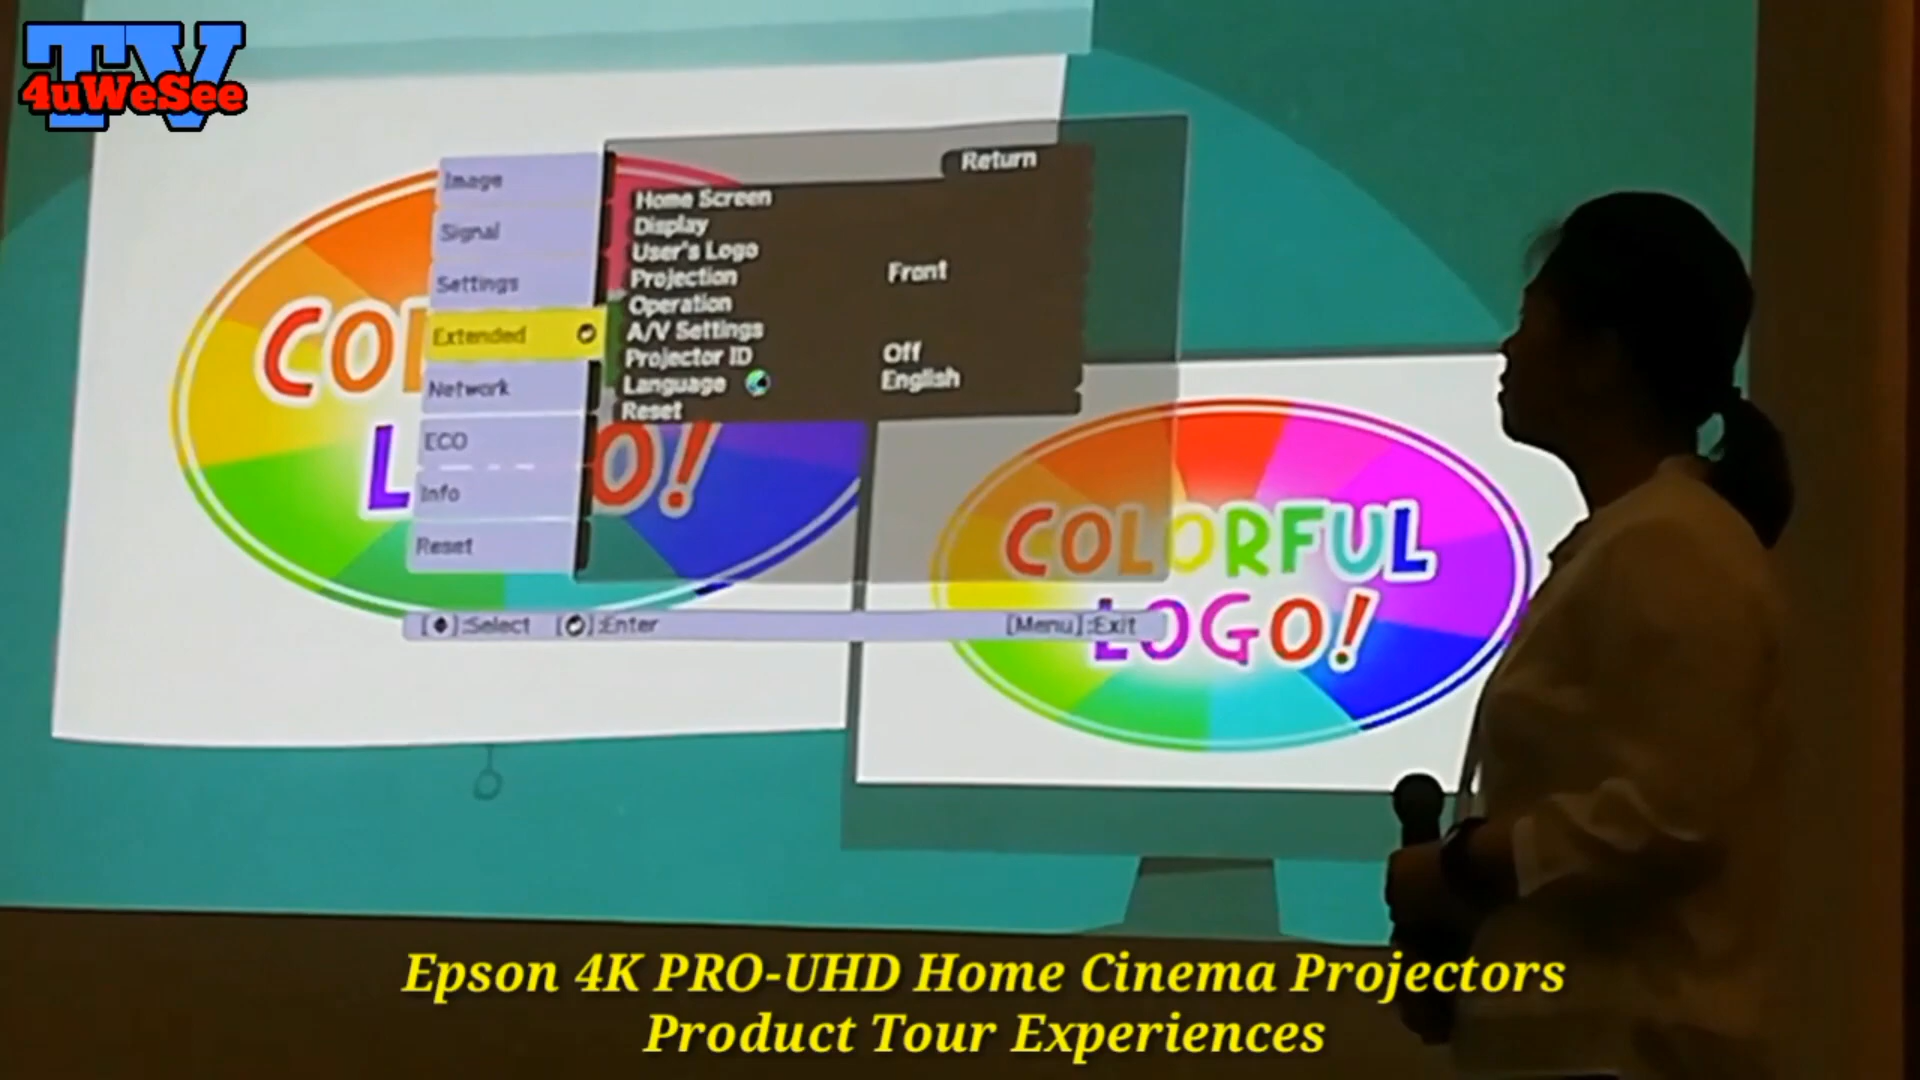 TV
4uWeSee
Image
Signal
Settings
Extended
Network
ECO
Info
Reset
Return
Home Screen
Display
User's Logo
Projection Front
Operation
A/V Settings
Projector ID Off
Language English
Reset
[◆]:Select [ ]:Enter [Menu]:Exit
CO
L O!
COLORFUL
LOGO!
Epson 4K PRO-UHD Home Cinema Projectors
Product Tour Experiences